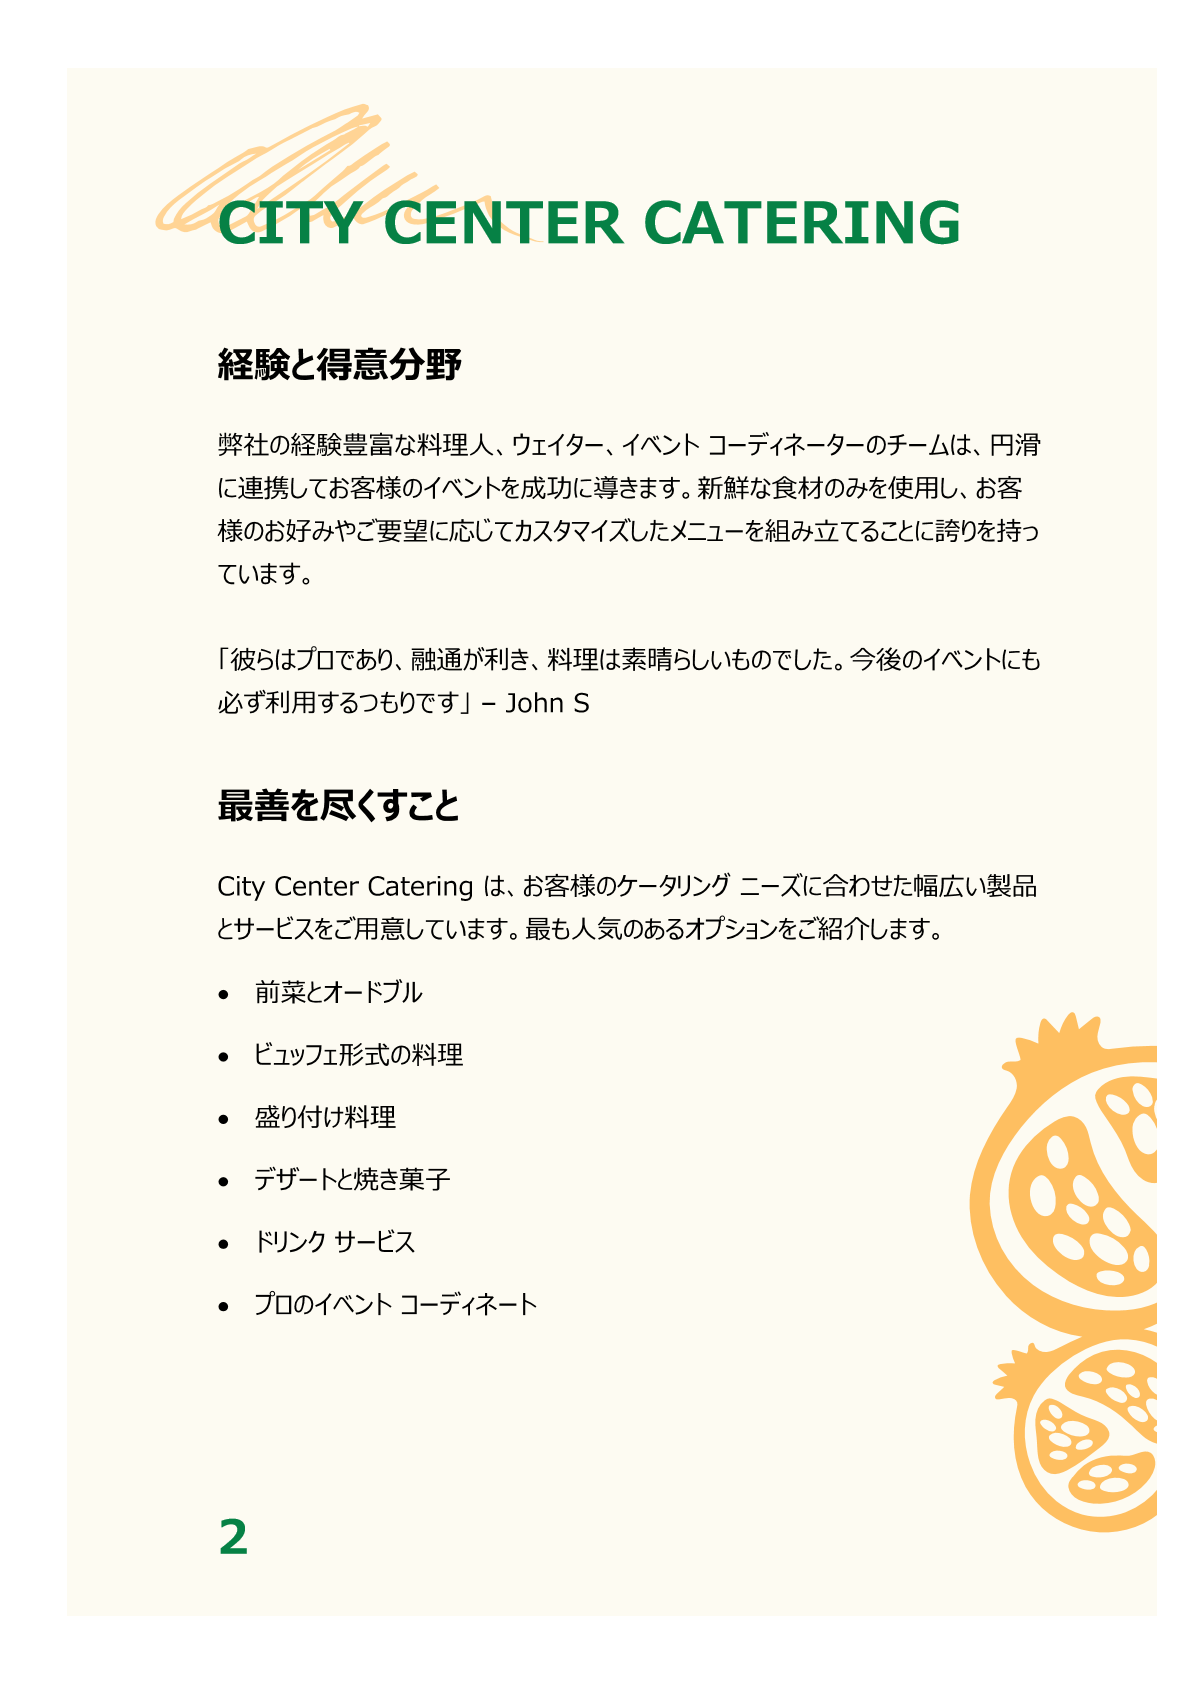 CITY CENTER CATERING
経験と得意分野
弊社の経験豊富な料理人、ウェイター、イベント コーディネーターのチームは、円滑
に連携してお客様のイベントを成功に導きます。新鮮な食材のみを使用し、お客
様のお好みやご要望に応じてカスタマイズしたメニューを組み立てることに誇りを持っ
ています。
「彼らはプロであり、融通が利き、料理は素晴らしいものでした。今後のイベントにも
必ず利用するつもりです」 – John S
最善を尽くすこと
City Center Catering は、お客様のケータリング ニーズに合わせた幅広い製品
とサービスをご用意しています。最も人気のあるオプションをご紹介します。
● 前菜とオードブル
● ビュッフェ形式の料理
● 盛り付け料理
● デザートと焼き菓子
● ドリンク サービス
● プロのイベント コーディネート
2